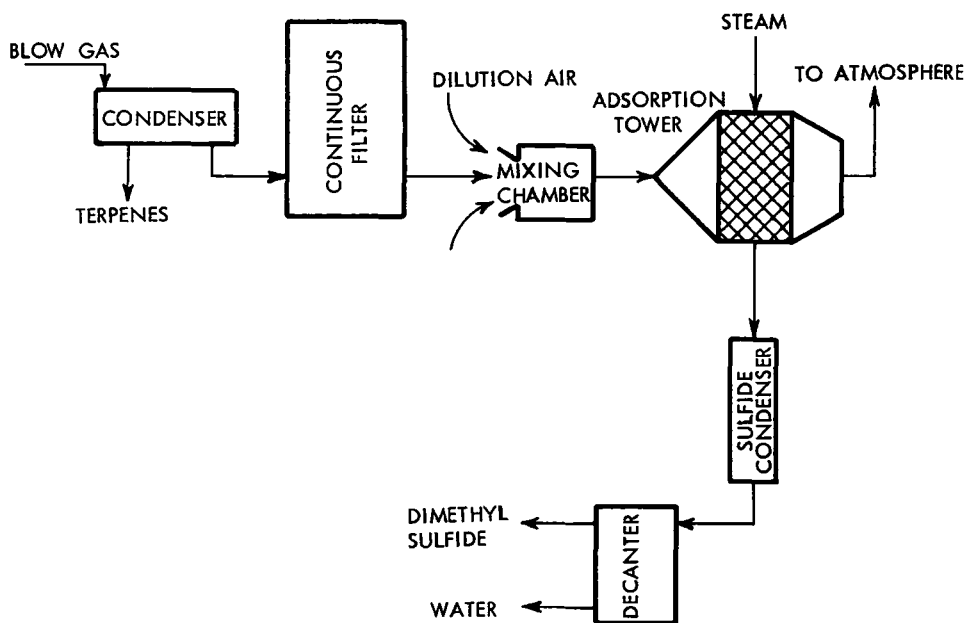 BLOW GAS
CONDENSER
TERPENES
CONTINUOUS
FILTER
DILUTION AIR
MIXING
CHAMBER
STEAM
ADSORPTION
TOWER
TO ATMOSPHERE
SULFIDE
CONDENSER
DECANTER
DIMETHYL
SULFIDE
WATER